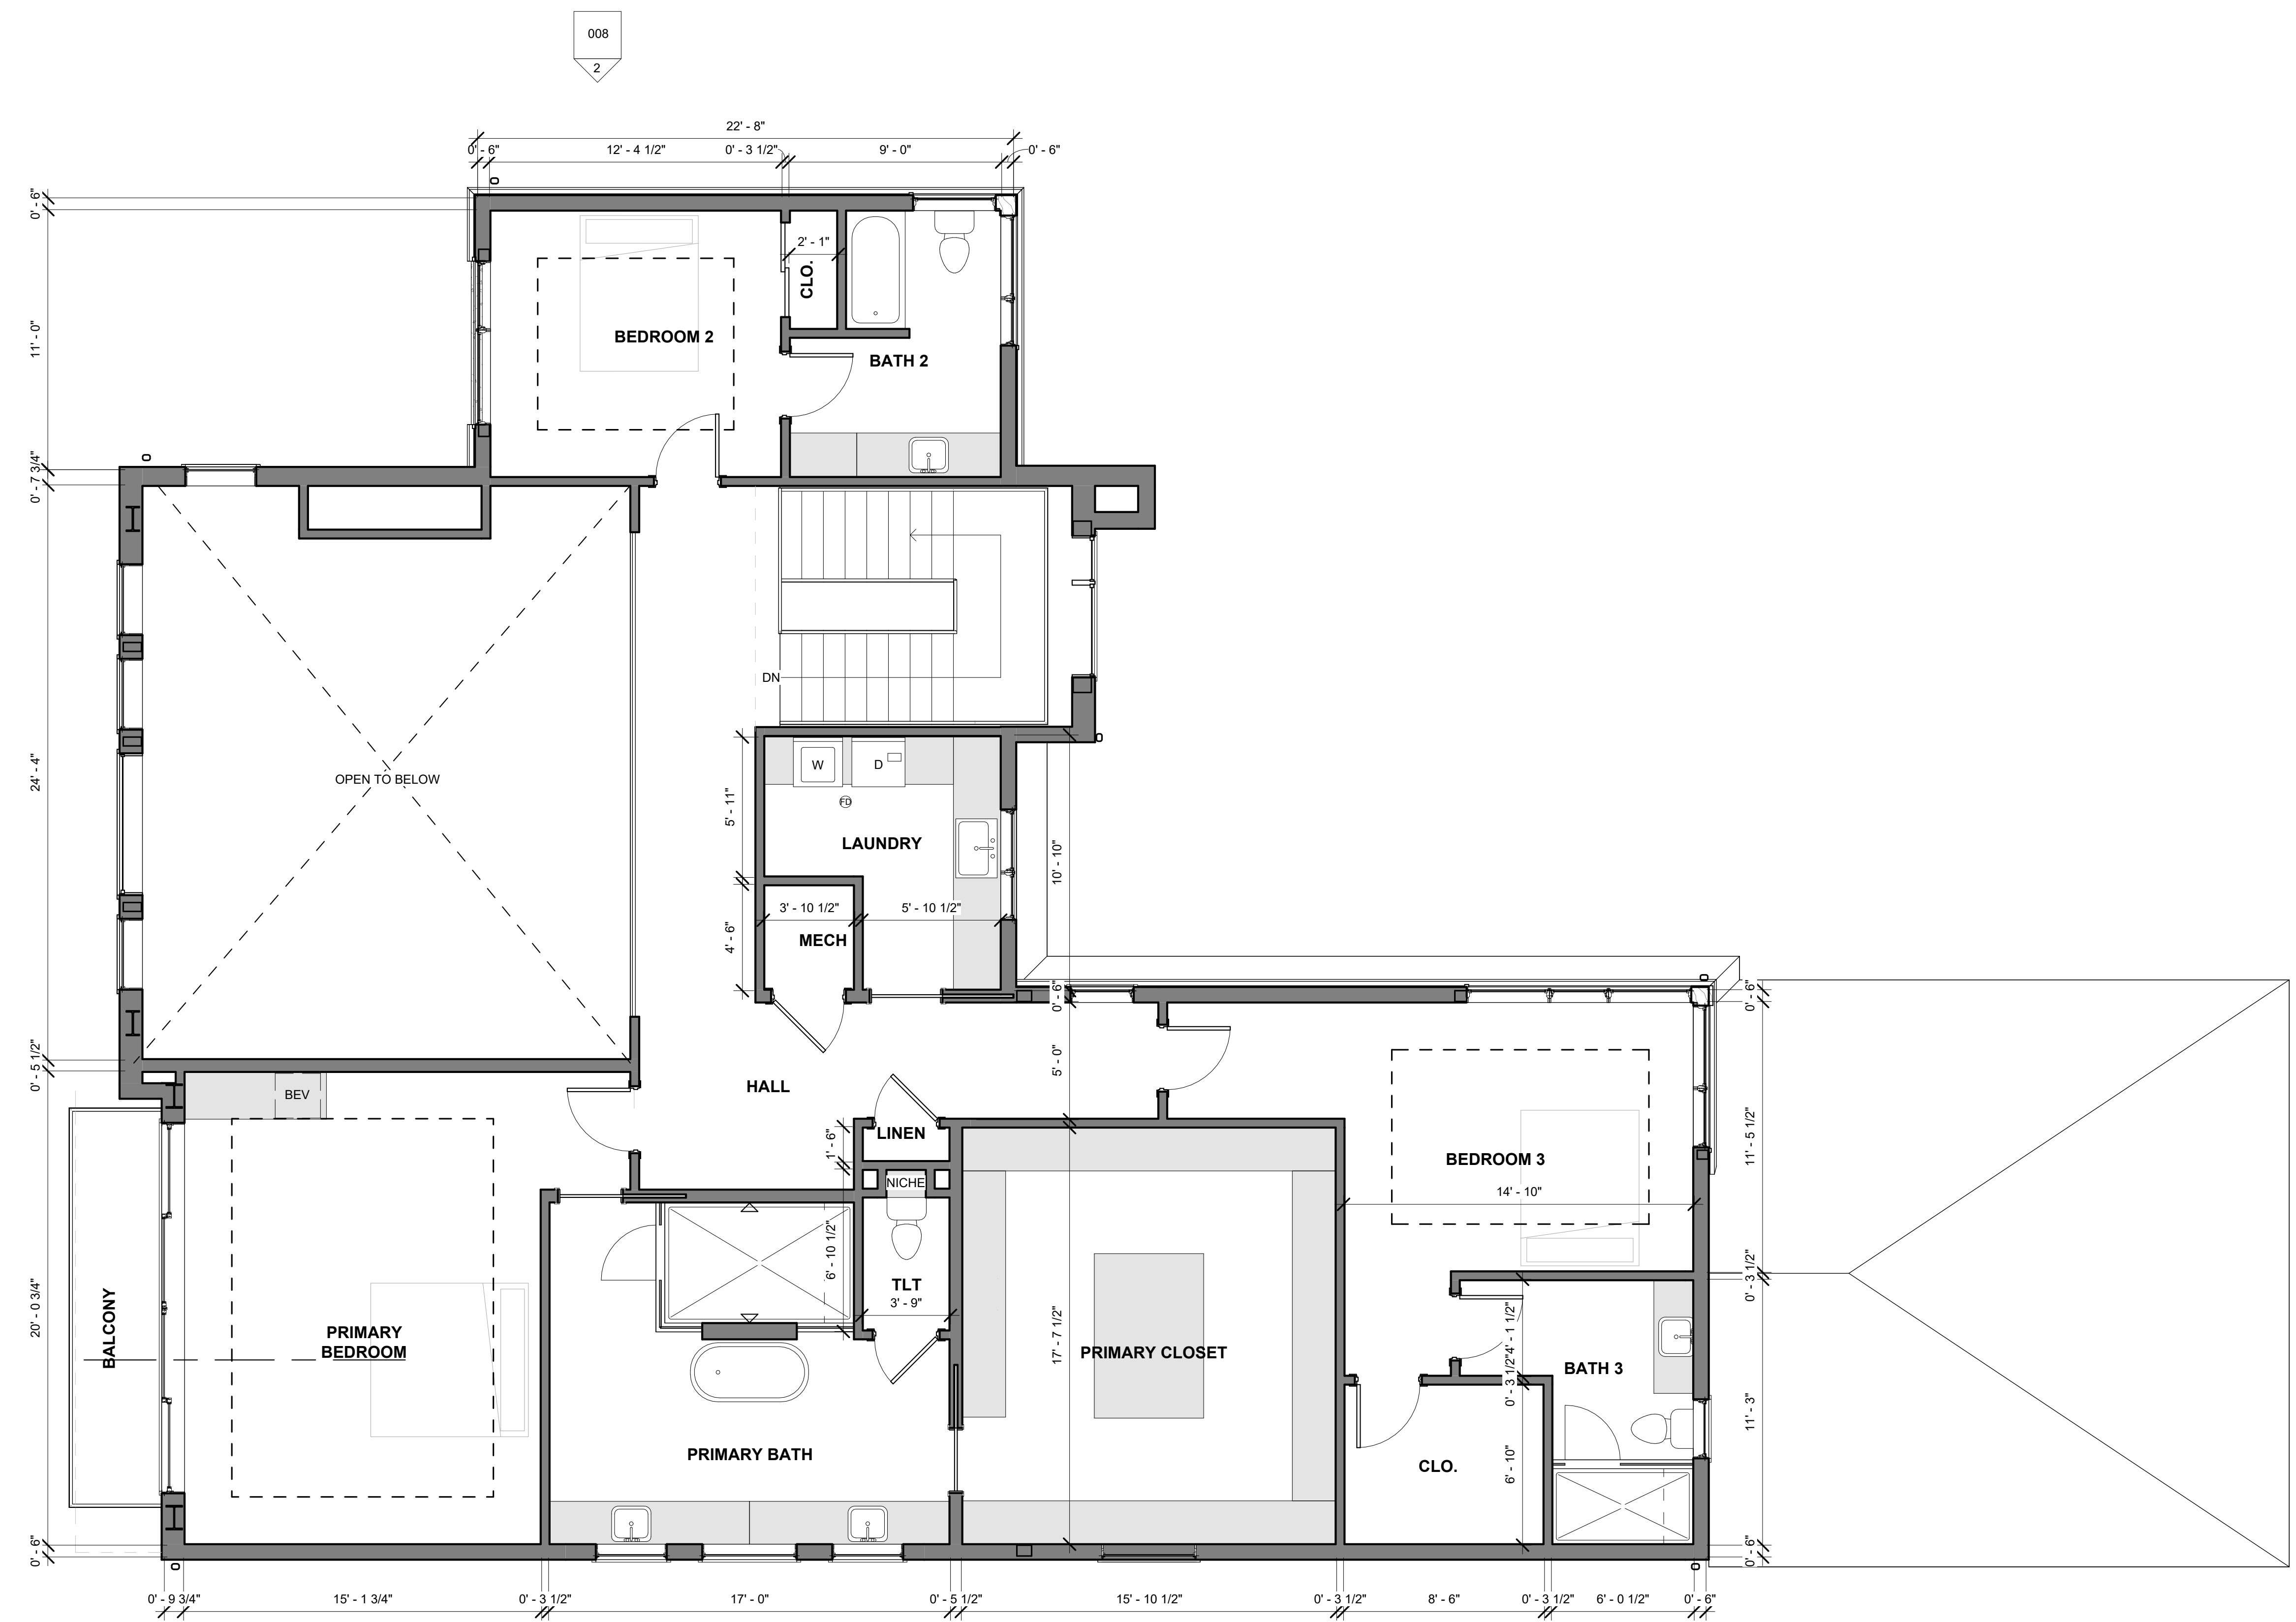 008
2
22' - 8"
0' - 6"
12' - 4 1/2"
0' - 3 1/2"
9' - 0"
0' - 6"
0' - 6"
11' - 0"
0' - 7 3/4"
24' - 4"
0' - 5 1/2"
20' - 0 3/4"
0' - 6"
2' - 1"
CLO.
BEDROOM 2
BATH 2
DN
OPEN TO BELOW
W
D
FD
5' - 11"
LAUNDRY
10' - 10"
3' - 10 1/2"
5' - 10 1/2"
4' - 6"
MECH
0' - 6"
0' - 6"
5' - 0"
HALL
BEV
LINEN
1' - 6"
NICHE
BEDROOM 3
14' - 10"
11' - 5 1/2"
6' - 10 1/2"
TLT
3' - 9"
0' - 3 1/2"
BALCONY
PRIMARY
BEDROOM
17' - 7 1/2"
PRIMARY CLOSET
4' - 1 1/2"
0' - 3 1/2"
BATH 3
11' - 3"
PRIMARY BATH
CLO.
6' - 10"
0' - 6"
0' - 9 3/4"
15' - 1 3/4"
0' - 3 1/2"
17' - 0"
0' - 5 1/2"
15' - 10 1/2"
0' - 3 1/2"
8' - 6"
0' - 3 1/2"
6' - 0 1/2"
0' - 6"